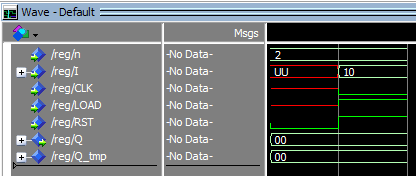 Wave - Default
Msgs
/reg/n -No Data- 2
/reg/I -No Data- UU 10
/reg/CLK -No Data-
/reg/LOAD -No Data-
/reg/RST -No Data-
/reg/Q -No Data- 00
/reg/Q_tmp -No Data- 00